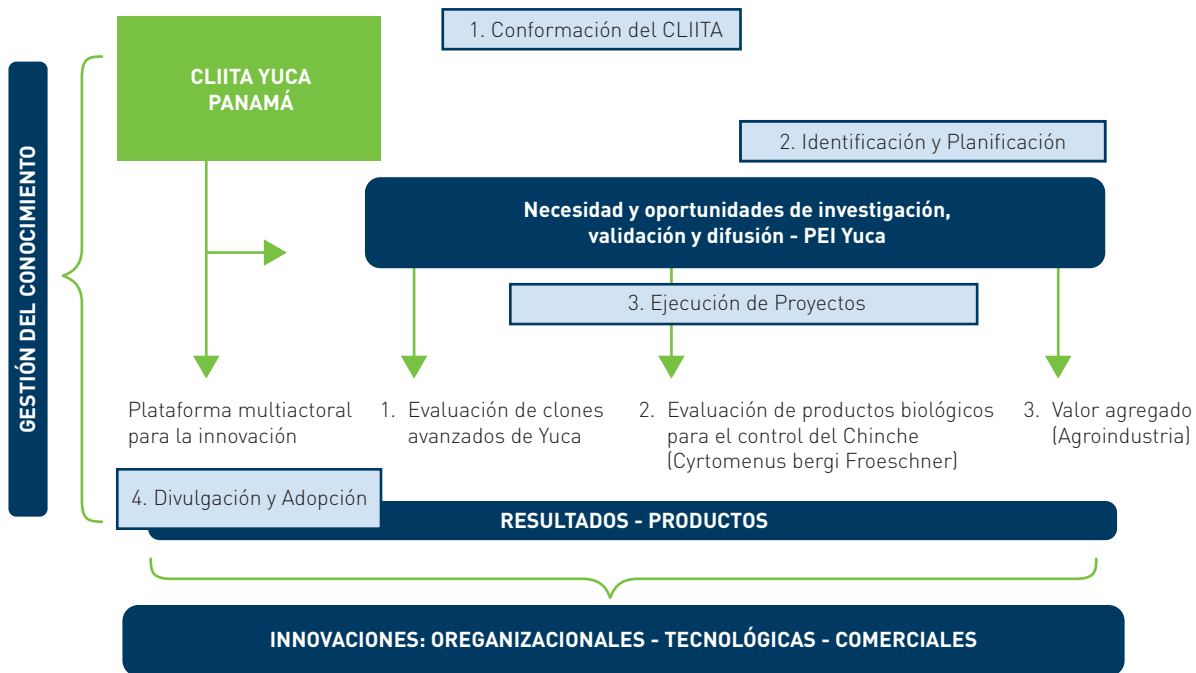 1. Conformación del CLIITA
CLIITA YUCA
PANAMÁ
GESTIÓN DEL CONOCIMIENTO
2. Identificación y Planificación
Necesidad y oportunidades de investigación,
validación y difusión - PEI Yuca
3. Ejecución de Proyectos
Plataforma multiactoral
para la innovación
1. Evaluación de clones
avanzados de Yuca
2. Evaluación de productos biológicos
para el control del Chinche
(Cyrtomenus bergi Froeschner)
3. Valor agregado
(Agroindustria)
4. Divulgación y Adopción
RESULTADOS - PRODUCTOS
INNOVACIONES: OREGANIZACIONALES - TECNOLÓGICAS - COMERCIALES